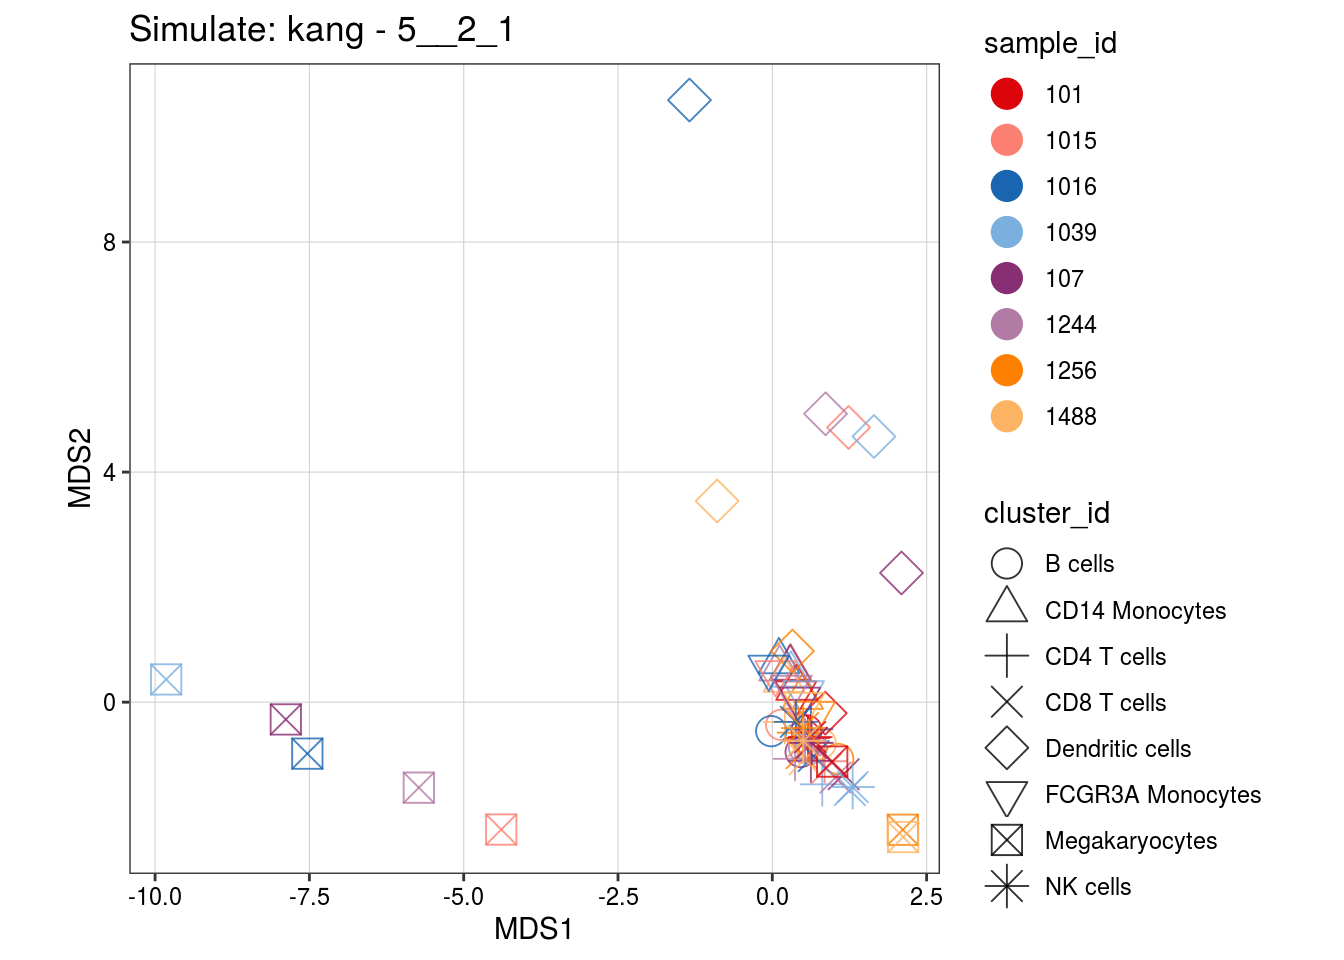 Simulate: kang - 5__2_1
MDS2
8
4
0
-10.0
-7.5
-5.0
-2.5
0.0
2.5
MDS1
sample_id
101
1015
1016
1039
107
1244
1256
1488
cluster_id
B cells
CD14 Monocytes
CD4 T cells
CD8 T cells
Dendritic cells
FCGR3A Monocytes
Megakaryocytes
NK cells